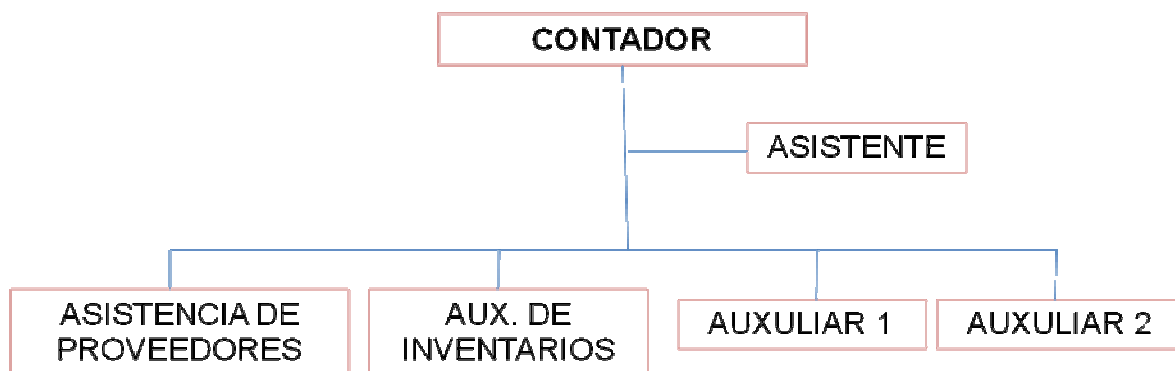 CONTADOR
ASISTENTE
ASISTENCIA DE
PROVEEDORES
AUX. DE
INVENTARIOS
AUXULIAR 1
AUXULIAR 2